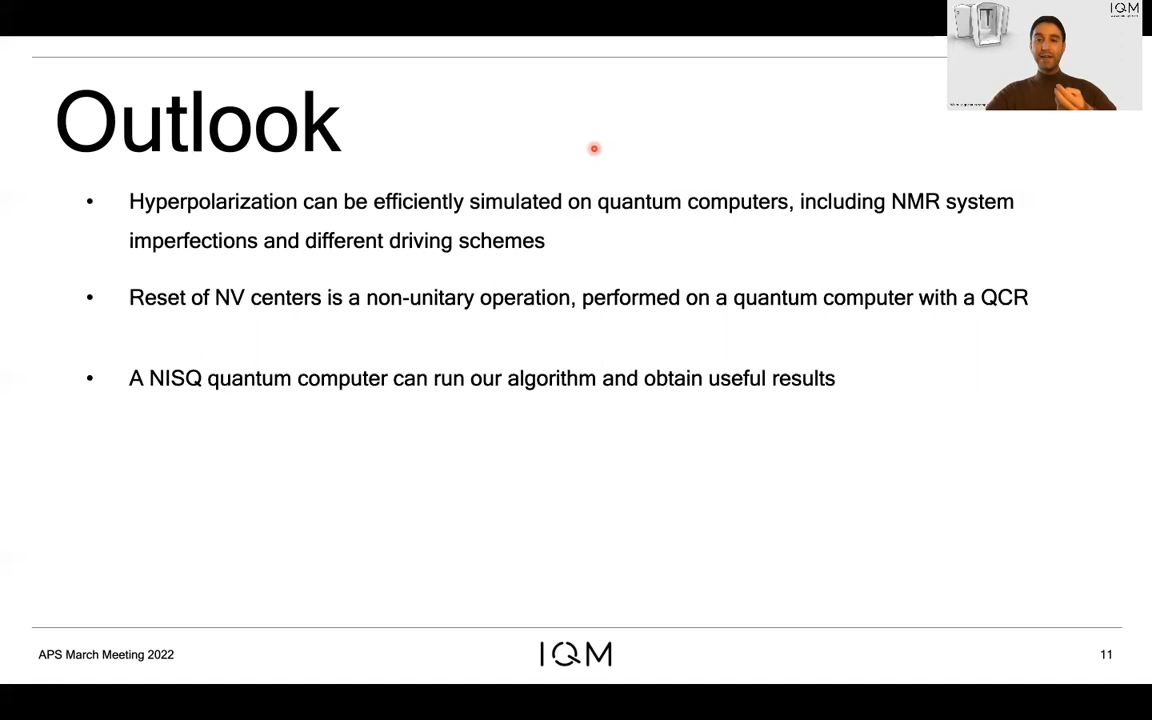 IQM
Outlook
• Hyperpolarization can be efficiently simulated on quantum computers, including NMR system
imperfections and different driving schemes
• Reset of NV centers is a non-unitary operation, performed on a quantum computer with a QCR
• A NISQ quantum computer can run our algorithm and obtain useful results
APS March Meeting 2022
IQM
11